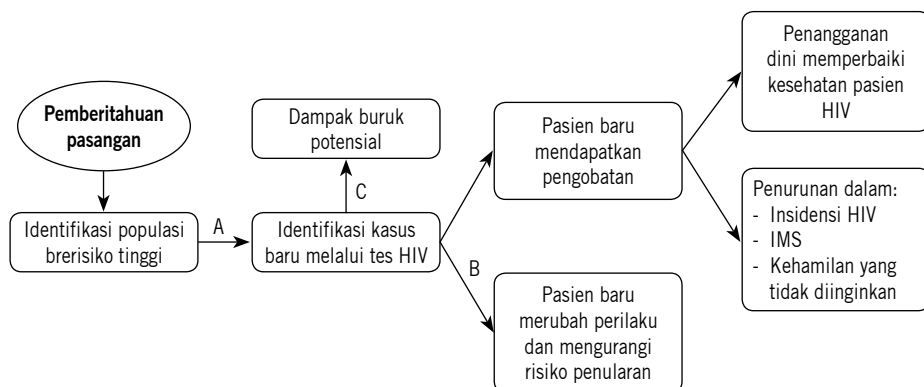 Pemberitahuan
pasangan
Identifikasi populasi
brerisiko tinggi
A
Dampak buruk
potensial
C
Identifikasi kasus
baru melalui tes HIV
B
Pasien baru
mendapatkan
pengobatan
Pasien baru
merubah perilaku
dan mengurangi
risiko penularan
Penangganan
dini memperbaiki
kesehatan pasien
HIV
Penurunan dalam:
- Insidensi HIV
- IMS
- Kehamilan yang
tidak diinginkan